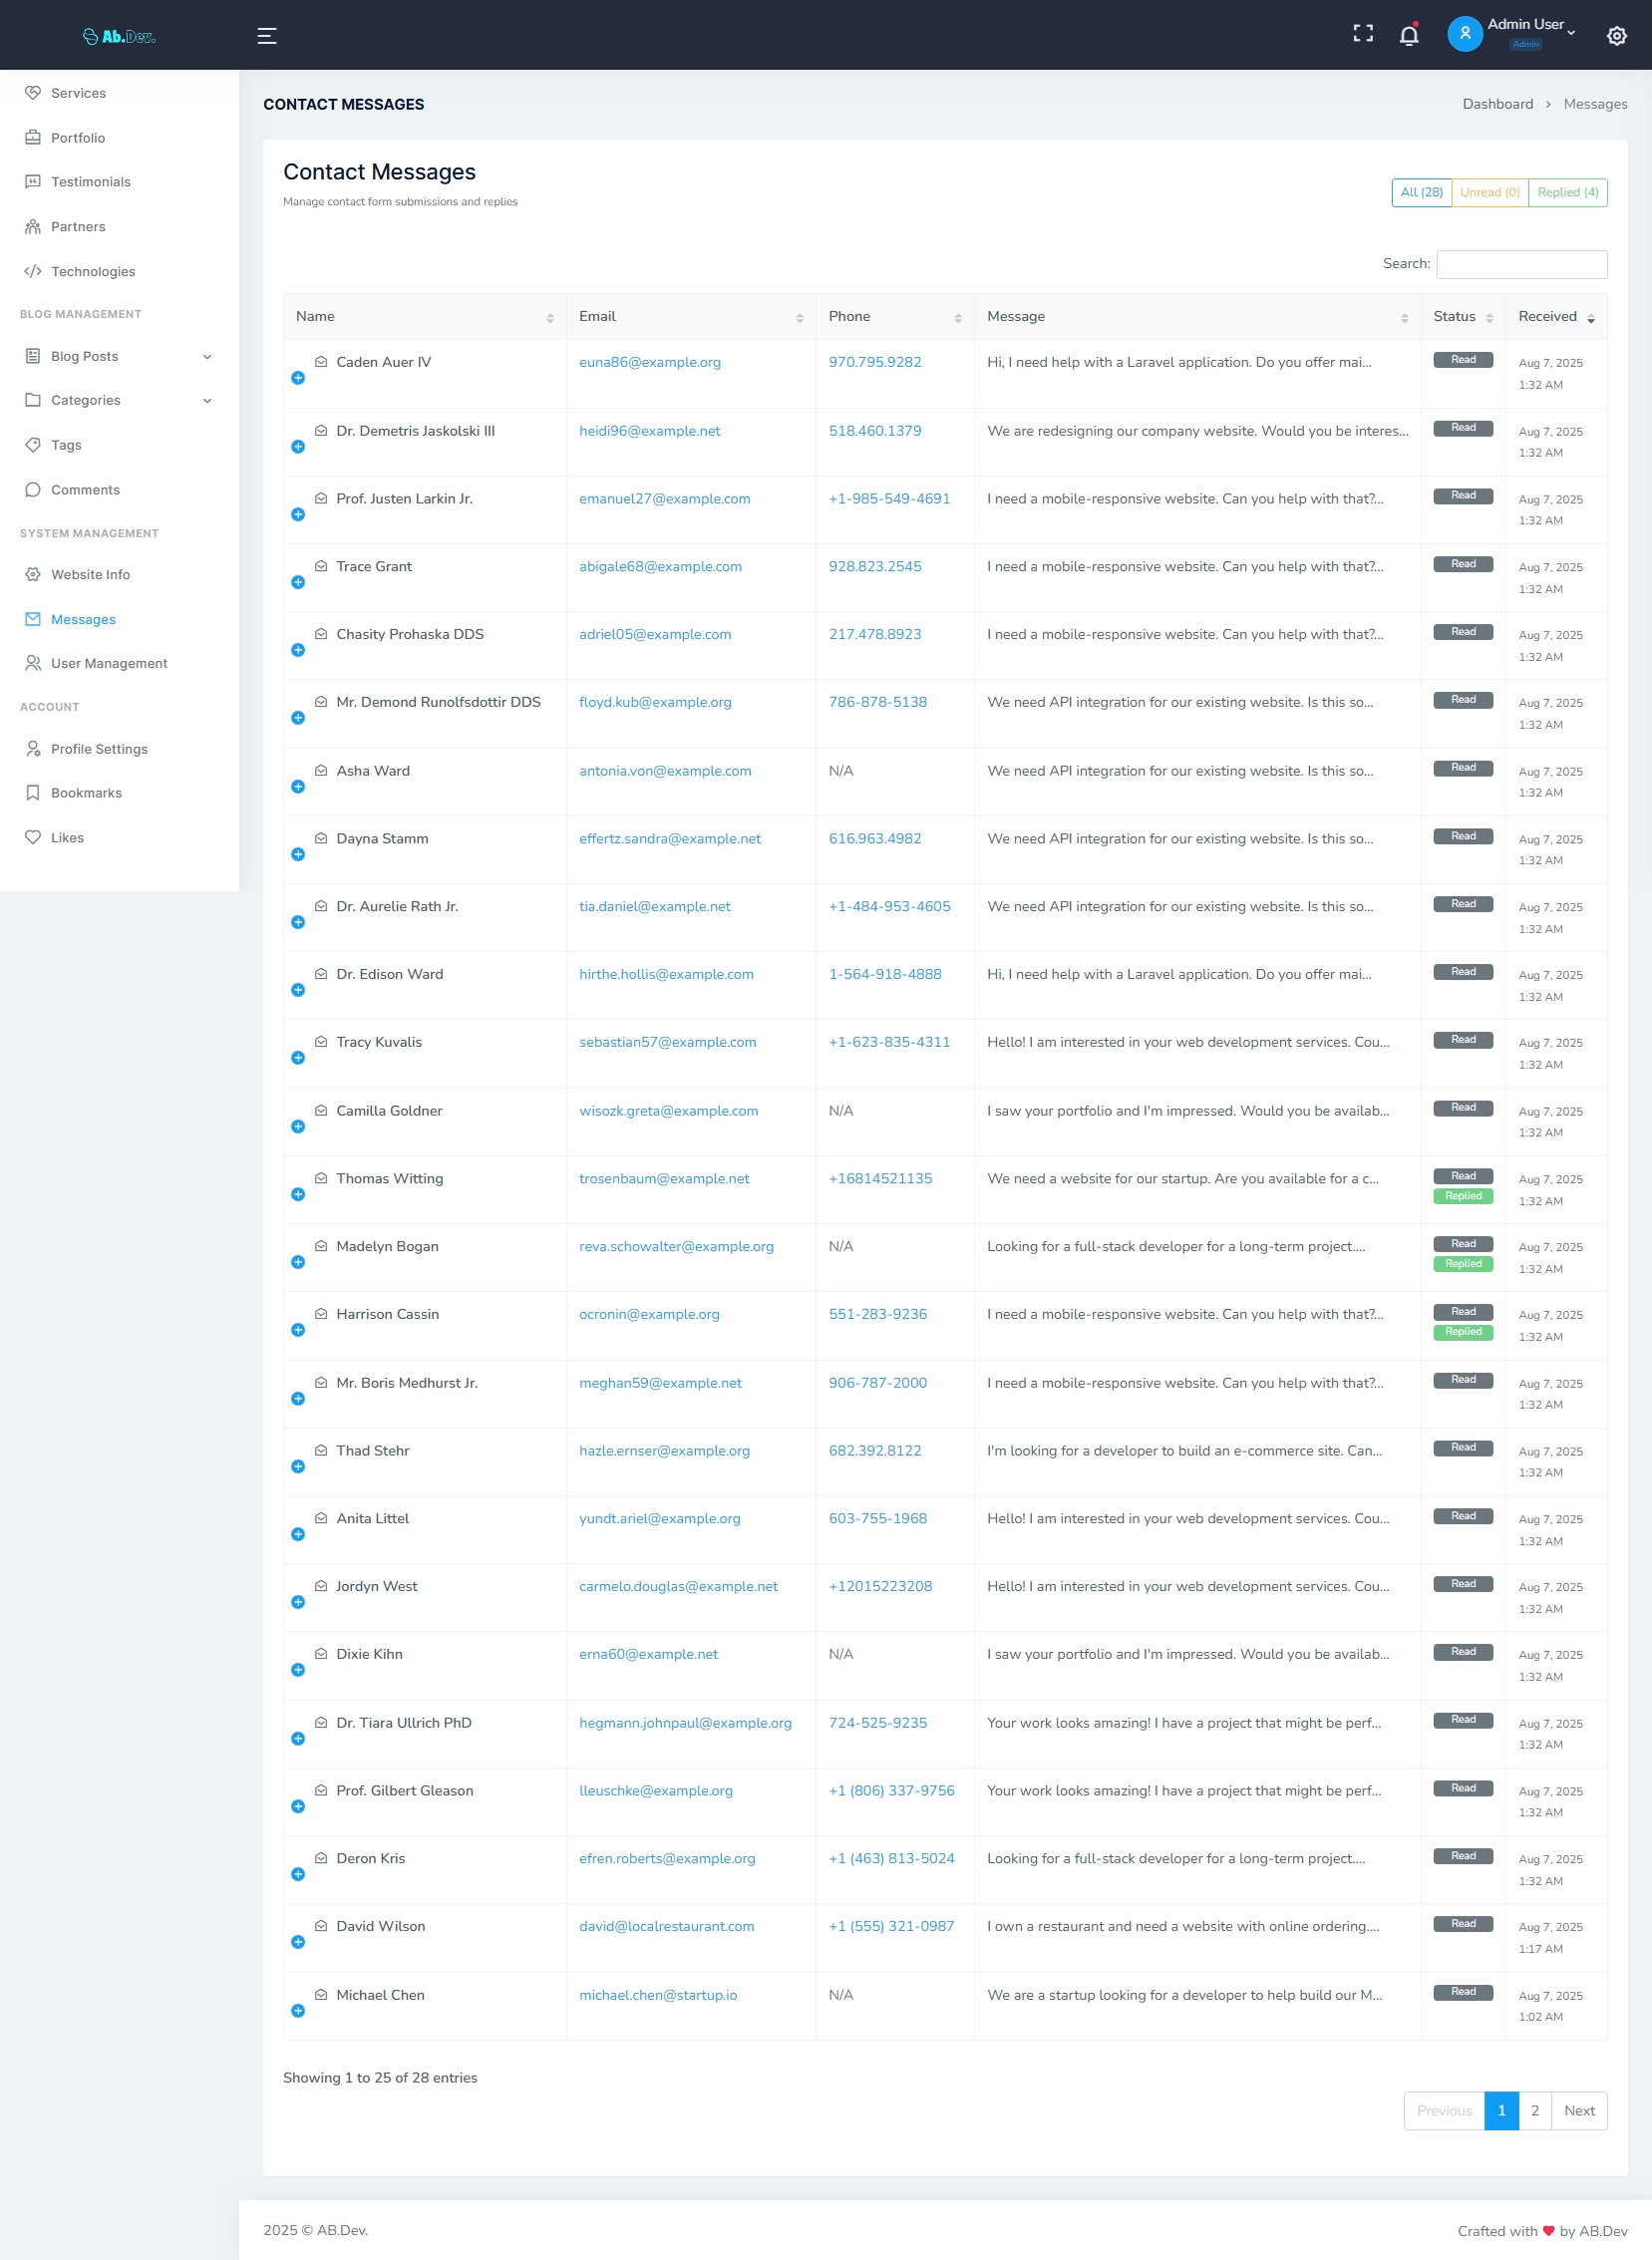 Ab.Dev.
Admin User
Admin
Services
Portfolio
Testimonials
Partners
Technologies
BLOG MANAGEMENT
Blog Posts
Categories
Tags
Comments
SYSTEM MANAGEMENT
Website Info
Messages
User Management
ACCOUNT
Profile Settings
Bookmarks
Likes
CONTACT MESSAGES
Dashboard > Messages
Contact Messages
Manage contact form submissions and replies
All (28) Unread (0) Replied (4)
Search:
Name Email Phone Message Status Received
Caden Auer IV euna86@example.org 970.795.9282 Hi, I need help with a Laravel application. Do you offer mai... Read Aug 7, 2025
1:32 AM
Dr. Demetris Jaskolski III heidi96@example.net 518.460.1379 We are redesigning our company website. Would you be interes... Read Aug 7, 2025
1:32 AM
Prof. Justen Larkin Jr. emanuel27@example.com +1-985-549-4691 I need a mobile-responsive website. Can you help with that?... Read Aug 7, 2025
1:32 AM
Trace Grant abigale68@example.com 928.823.2545 I need a mobile-responsive website. Can you help with that?... Read Aug 7, 2025
1:32 AM
Chasity Prohaska DDS adriel05@example.com 217.478.8923 I need a mobile-responsive website. Can you help with that?... Read Aug 7, 2025
1:32 AM
Mr. Demond Runolfsdottir DDS floyd.kub@example.org 786-878-5138 We need API integration for our existing website. Is this so... Read Aug 7, 2025
1:32 AM
Asha Ward antonia.von@example.com N/A We need API integration for our existing website. Is this so... Read Aug 7, 2025
1:32 AM
Dayna Stamm effertz.sandra@example.net 616.963.4982 We need API integration for our existing website. Is this so... Read Aug 7, 2025
1:32 AM
Dr. Aurelie Rath Jr. tia.daniel@example.net +1-484-953-4605 We need API integration for our existing website. Is this so... Read Aug 7, 2025
1:32 AM
Dr. Edison Ward hirthe.hollis@example.com 1-564-918-4888 Hi, I need help with a Laravel application. Do you offer mai... Read Aug 7, 2025
1:32 AM
Tracy Kuvalis sebastian57@example.com +1-623-835-4311 Hello! I am interested in your web development services. Cou... Read Aug 7, 2025
1:32 AM
Camilla Goldner wisozk.greta@example.com N/A I saw your portfolio and I'm impressed. Would you be availab... Read Aug 7, 2025
1:32 AM
Thomas Witting trosenbaum@example.net +16814521135 We need a website for our startup. Are you available for a c... Read Aug 7, 2025
Replied 1:32 AM
Madelyn Bogan reva.schowalter@example.org N/A Looking for a full-stack developer for a long-term project.... Read Aug 7, 2025
Replied 1:32 AM
Harrison Cassin ocronin@example.org 551-283-9236 I need a mobile-responsive website. Can you help with that?... Read Aug 7, 2025
Replied 1:32 AM
Mr. Boris Medhurst Jr. meghan59@example.net 906-787-2000 I need a mobile-responsive website. Can you help with that?... Read Aug 7, 2025
1:32 AM
Thad Stehr hazle.ernser@example.org 682.392.8122 I'm looking for a developer to build an e-commerce site. Can... Read Aug 7, 2025
1:32 AM
Anita Littel yundt.ariel@example.org 603-755-1968 Hello! I am interested in your web development services. Cou... Read Aug 7, 2025
1:32 AM
Jordyn West carmelo.douglas@example.net +12015223208 Hello! I am interested in your web development services. Cou... Read Aug 7, 2025
1:32 AM
Dixie Kihn erna60@example.net N/A I saw your portfolio and I'm impressed. Would you be availab... Read Aug 7, 2025
1:32 AM
Dr. Tiara Ullrich PhD hegmann.johnpaul@example.org 724-525-9235 Your work looks amazing! I have a project that might be perf... Read Aug 7, 2025
1:32 AM
Prof. Gilbert Gleason lleuschke@example.org +1 (806) 337-9756 Your work looks amazing! I have a project that might be perf... Read Aug 7, 2025
1:32 AM
Deron Kris efren.roberts@example.org +1 (463) 813-5024 Looking for a full-stack developer for a long-term project.... Read Aug 7, 2025
1:32 AM
David Wilson david@localrestaurant.com +1 (555) 321-0987 I own a restaurant and need a website with online ordering.... Read Aug 7, 2025
1:17 AM
Michael Chen michael.chen@startup.io N/A We are a startup looking for a developer to help build our M... Read Aug 7, 2025
1:02 AM
Showing 1 to 25 of 28 entries
Previous 1 2 Next
2025 © AB.Dev.
Crafted with ❤ by AB.Dev